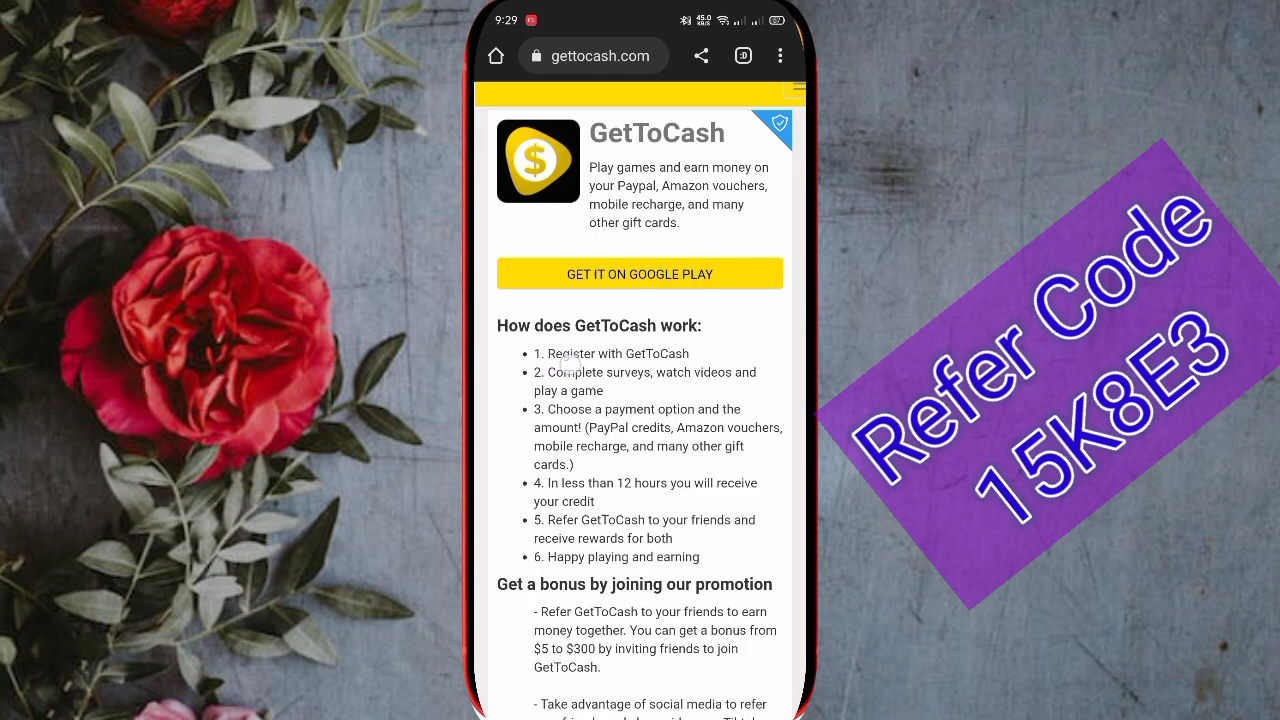 9:29
45.0
KB/S
57
gettocash.com
:D
GetToCash
Play games and earn money on
your Paypal, Amazon vouchers,
mobile recharge, and many
other gift cards.
GET IT ON GOOGLE PLAY
How does GetToCash work:
• 1. Register with GetToCash
• 2. Complete surveys, watch videos and
play a game
• 3. Choose a payment option and the
amount! (PayPal credits, Amazon vouchers,
mobile recharge, and many other gift
cards.)
• 4. In less than 12 hours you will receive
your credit
• 5. Refer GetToCash to your friends and
receive rewards for both
• 6. Happy playing and earning
Get a bonus by joining our promotion
- Refer GetToCash to your friends to earn
money together. You can get a bonus from
$5 to $300 by inviting friends to join
GetToCash.
- Take advantage of social media to refer
Refer Code
15K8E3